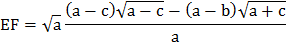 EF = √a ((a − c)√(a − c) − (a − b)√(a + c)) / a